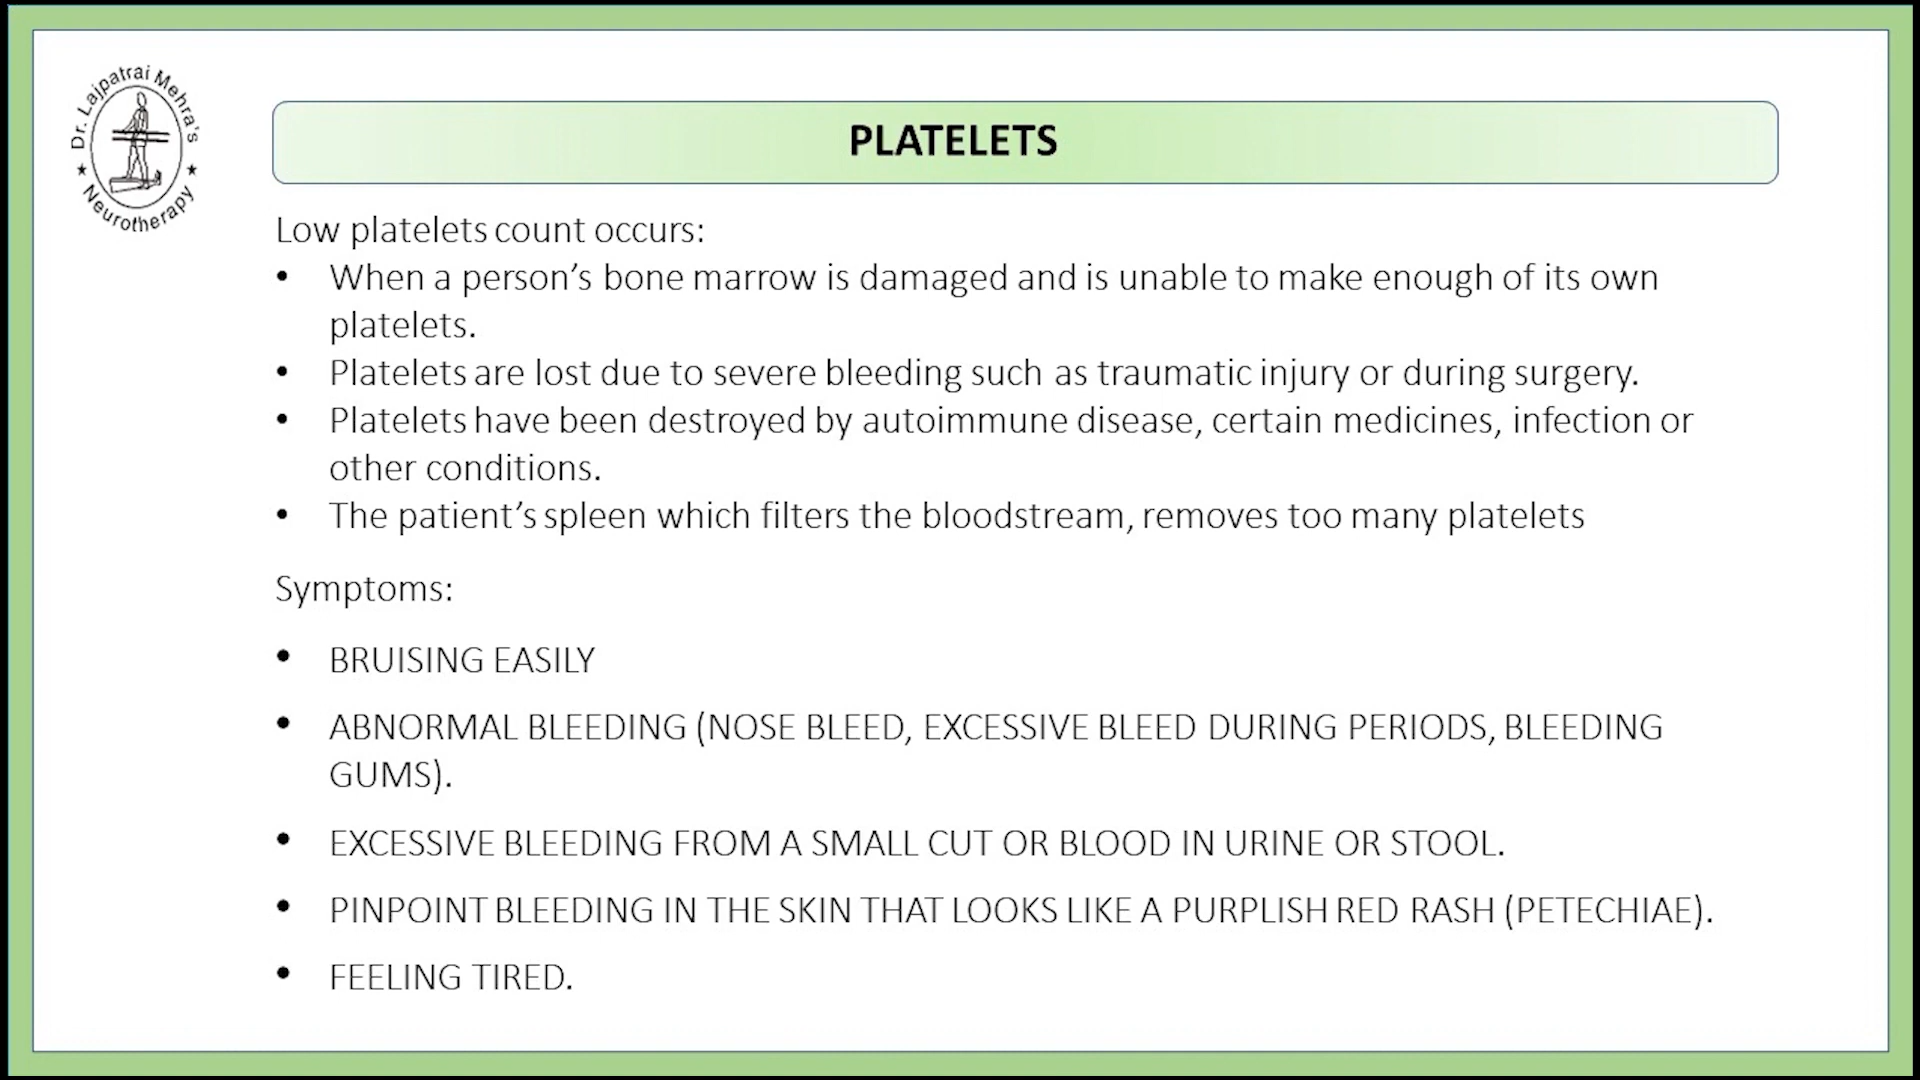 Dr. Lajpatrai Mehra's
Neurotherapy
PLATELETS
Low platelets count occurs:
• When a person’s bone marrow is damaged and is unable to make enough of its own
platelets.
• Platelets are lost due to severe bleeding such as traumatic injury or during surgery.
• Platelets have been destroyed by autoimmune disease, certain medicines, infection or
other conditions.
• The patient’s spleen which filters the bloodstream, removes too many platelets
Symptoms:
• BRUISING EASILY
• ABNORMAL BLEEDING (NOSE BLEED, EXCESSIVE BLEED DURING PERIODS, BLEEDING
GUMS).
• EXCESSIVE BLEEDING FROM A SMALL CUT OR BLOOD IN URINE OR STOOL.
• PINPOINT BLEEDING IN THE SKIN THAT LOOKS LIKE A PURPLISH RED RASH (PETECHIAE).
• FEELING TIRED.